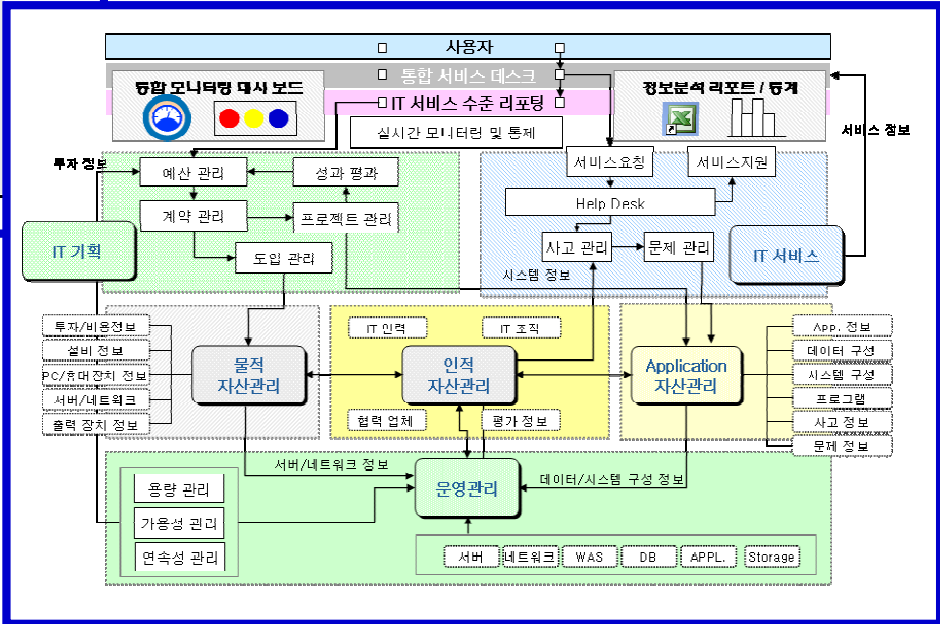 사용자
통합 서비스 데스크
통합 모니터링 대시 보드
IT 서비스 수준 리포팅
정보분석 리포트 / 통계
실시간 모니터링 및 통제
서비스 정보
투자 정보
예산 관리
성과 평과
서비스요청
서비스지원
계약 관리
프로젝트 관리
Help Desk
IT 기획
도입 관리
사고 관리
문제 관리
IT 서비스
시스템 정보
투자/비용정보
설비 정보
PC/휴대장치 정보
서버/네트워크
출력 장치 정보
물적
자산관리
IT 인력
IT 조직
인적
자산관리
협력 업체
평가 정보
Application
자산관리
App. 정보
데이터 구성
시스템 구성
프로그램
사고 정보
문제 정보
서버/네트워크 정보
운영관리
데이터/시스템 구성 정보
용량 관리
가용성 관리
연속성 관리
서버
네트워크
WAS
DB
APPL.
Storage